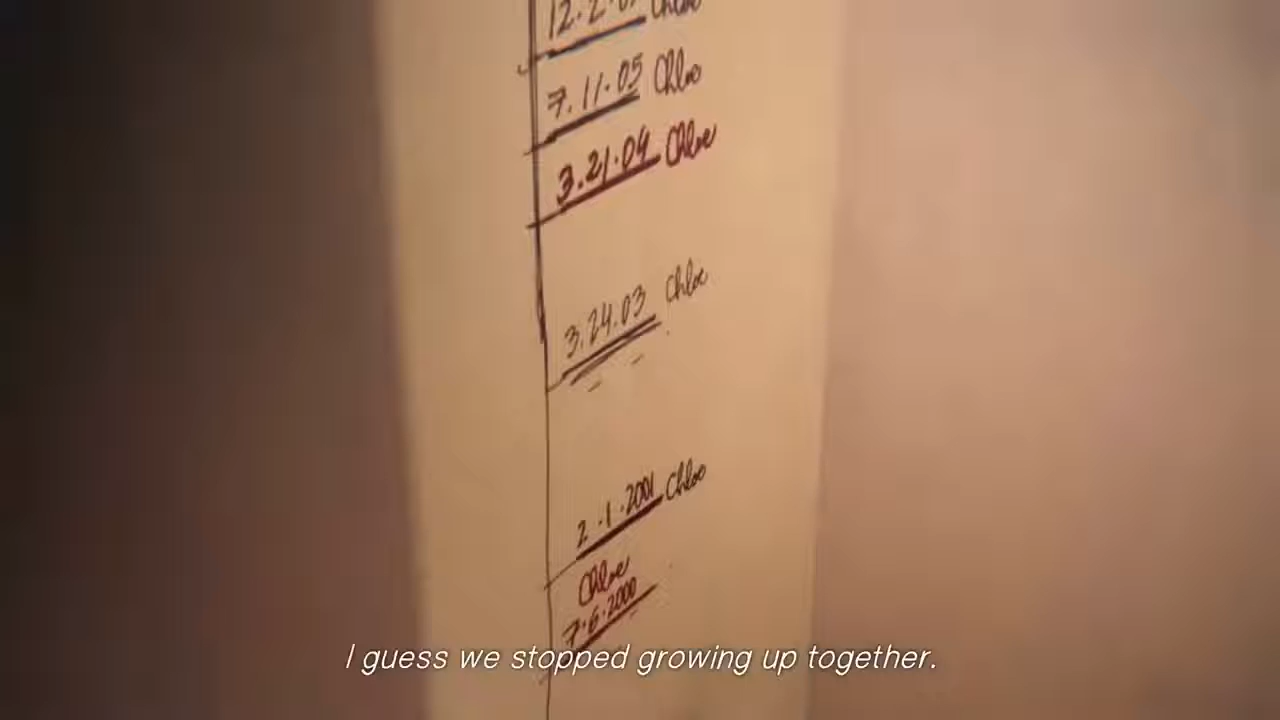 Chloe
7.11.05 Chloe
3.21.04 Chloe
3.24.03 Chloe
2.1.2001 Chloe
Chloe
7.6.2000
I guess we stopped growing up together.